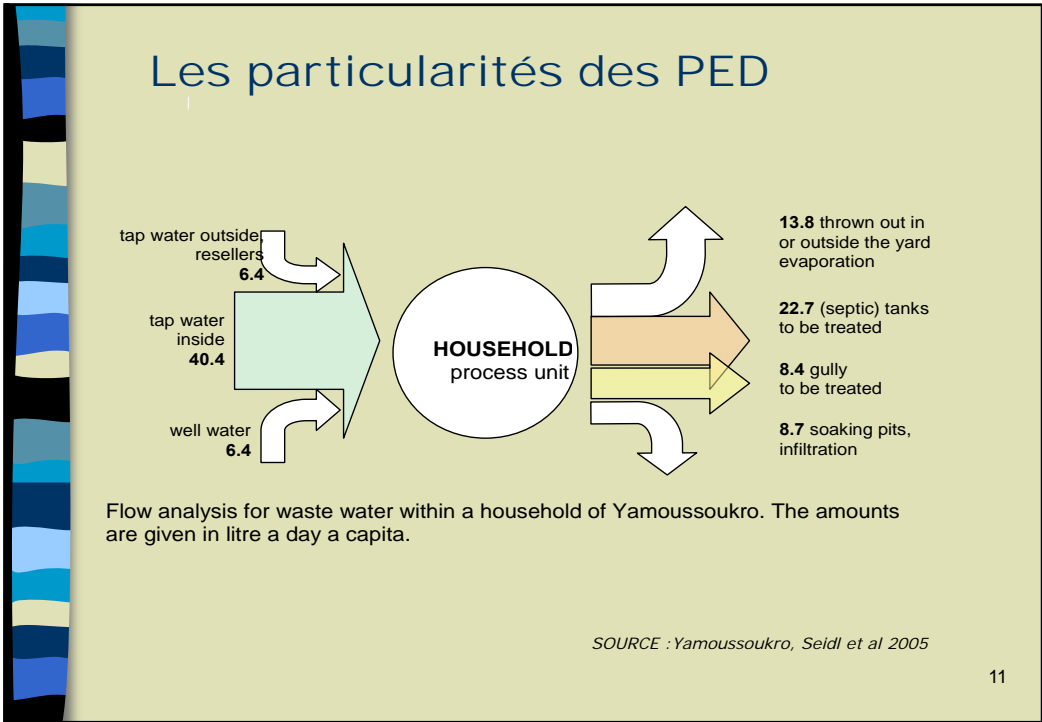 Les particularités des PED
tap water outside,
resellers
6.4
tap water
inside
40.4
well water
6.4
HOUSEHOLD
process unit
13.8 thrown out in
or outside the yard
evaporation
22.7 (septic) tanks
to be treated
8.4 gully
to be treated
8.7 soaking pits,
infiltration
Flow analysis for waste water within a household of Yamoussoukro. The amounts
are given in litre a day a capita.
SOURCE : Yamoussoukro, Seidl et al 2005
11